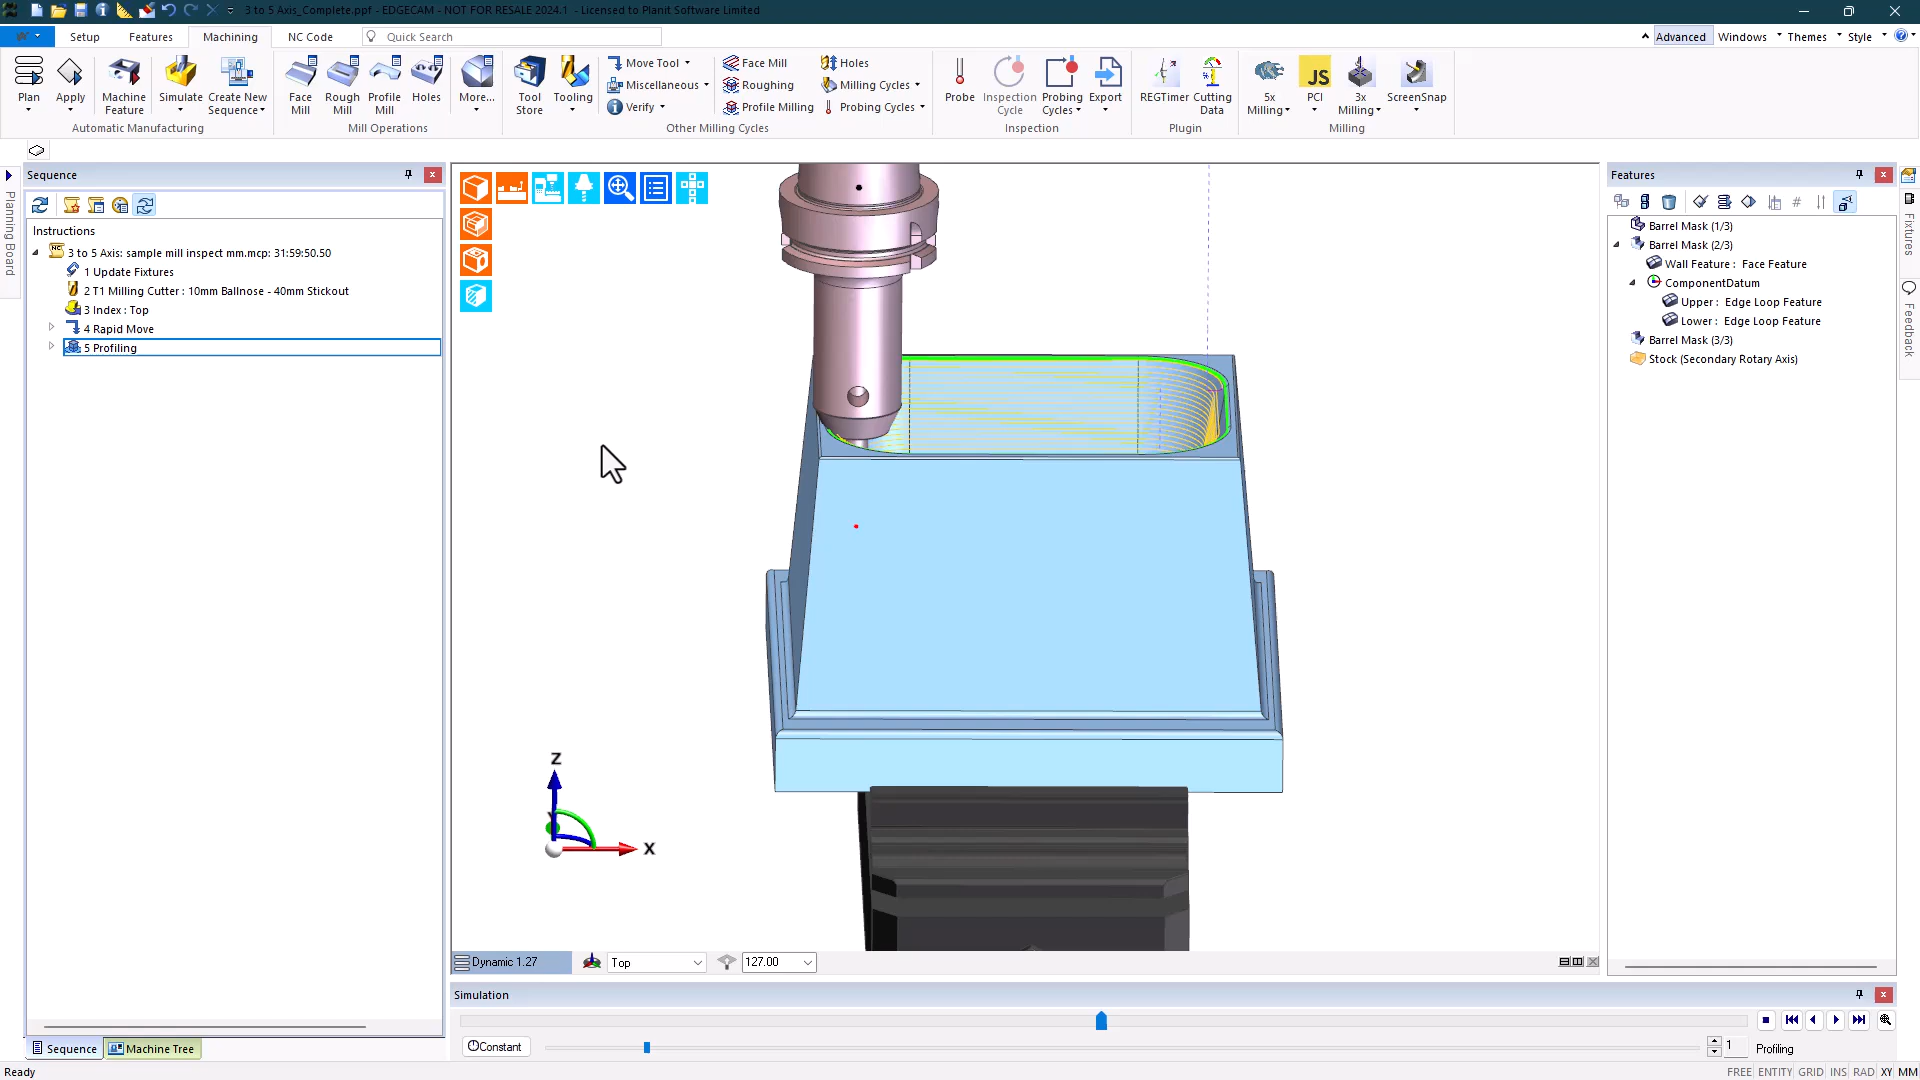 3 to 5 Axis_Complete.ppf - EDGECAM - NOT FOR RESALE 2024.1 - Licensed to Planit Software Limited
Setup Features Machining NC Code Quick Search Advanced Windows Themes Style
Plan Apply Machine Feature Simulate Create New Sequence
Automatic Manufacturing
Face Mill Rough Mill Profile Mill Holes
Mill Operations
More... Tool Store Tooling
Move Tool
Miscellaneous
Verify
Face Mill
Roughing
Profile Milling
Holes
Milling Cycles
Probing Cycles
Other Milling Cycles
Probe Inspection Cycle Probing Cycles Export
Inspection
REGTimer Cutting Data
Plugin
5x Milling JS PCI 3x Milling ScreenSnap
Milling
Planning Board
Sequence
Instructions
3 to 5 Axis: sample mill inspect mm.mcp: 31:59:50.50
1 Update Fixtures
2 T1 Milling Cutter : 10mm Ballnose - 40mm Stickout
3 Index : Top
4 Rapid Move
5 Profiling
Sequence Machine Tree
Z
X
Dynamic 1.27 Top 127.00
Features
Barrel Mask (1/3)
Barrel Mask (2/3)
Wall Feature : Face Feature
ComponentDatum
Upper : Edge Loop Feature
Lower : Edge Loop Feature
Barrel Mask (3/3)
Stock (Secondary Rotary Axis)
Fixtures
Feedback
Simulation
Constant 1 Profiling
Ready FREE ENTITY GRID INS RAD XY MM